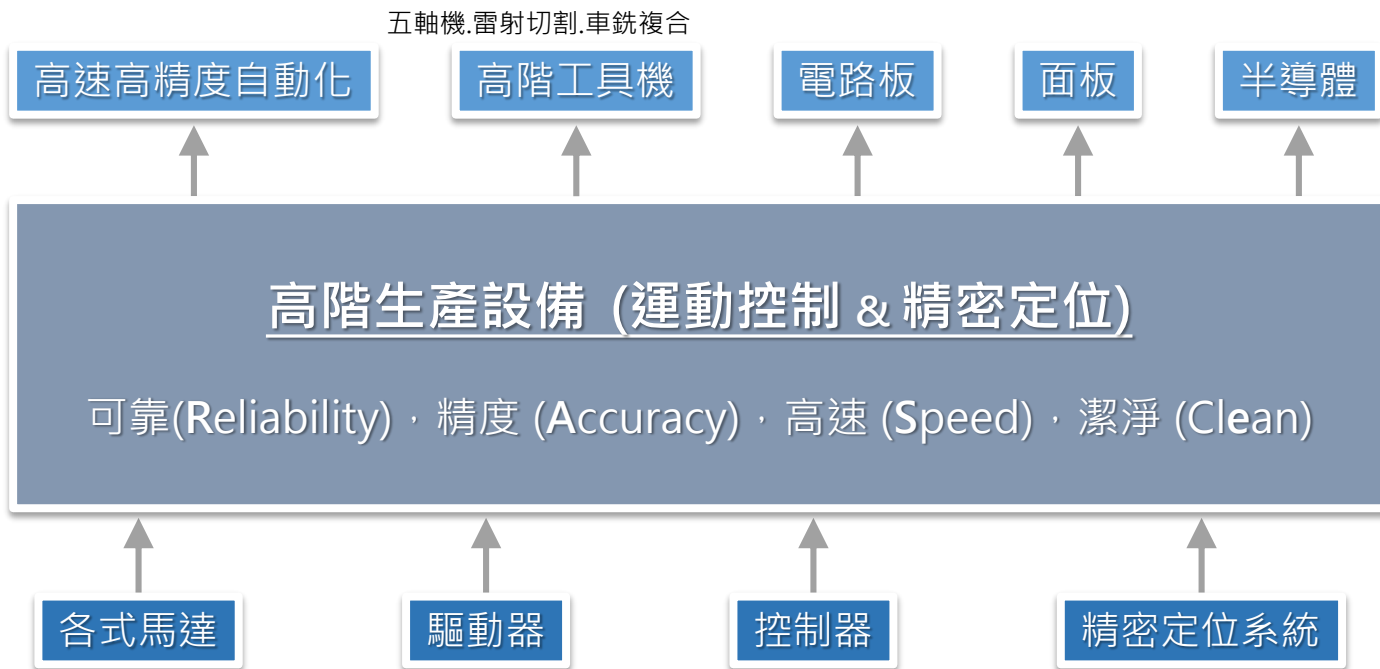 五軸機.雷射切割.車銑複合
高速高精度自動化 高階工具機 電路板 面板 半導體
高階生產設備 (運動控制 & 精密定位)
可靠(Reliability)，精度 (Accuracy)，高速 (Speed)，潔淨 (Clean)
各式馬達 驅動器 控制器 精密定位系統